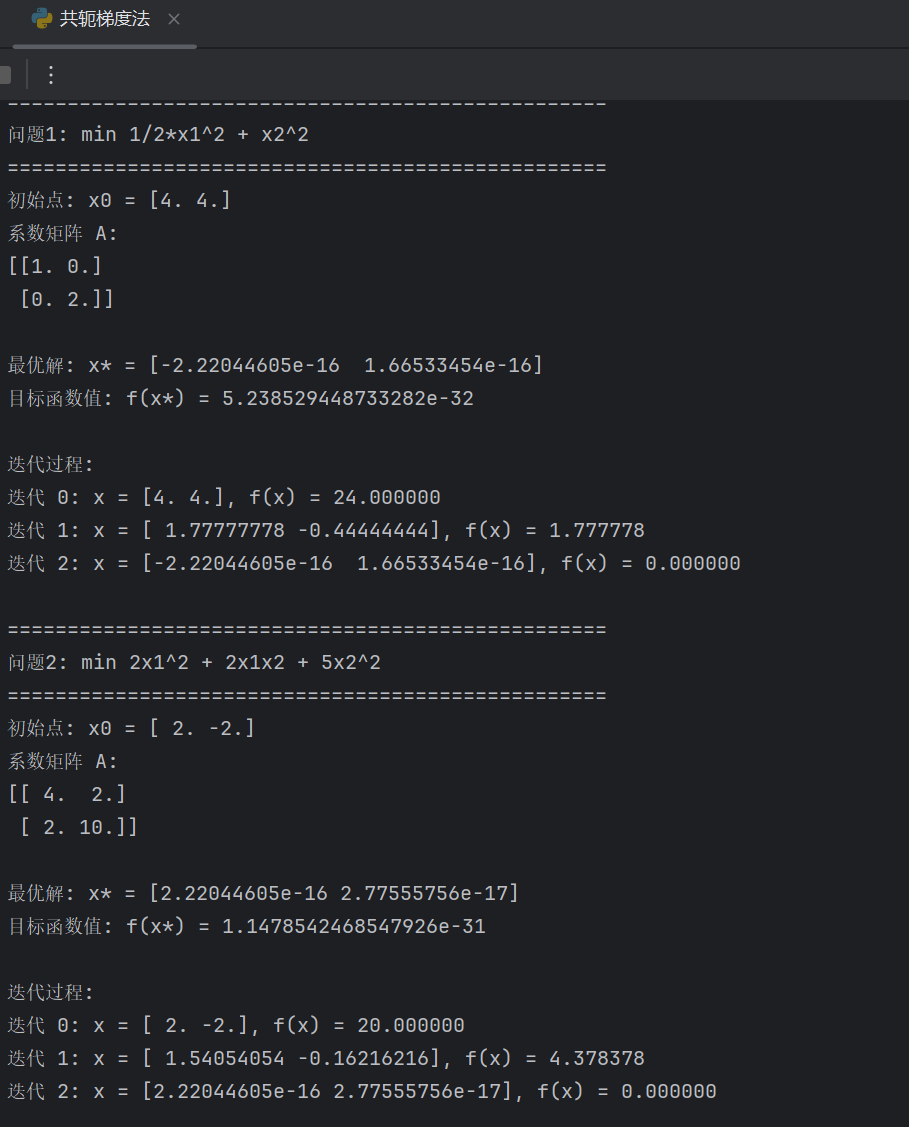 共轭梯度法
==================================================
问题1: min 1/2*x1^2 + x2^2
==================================================
初始点: x0 = [4. 4.]
系数矩阵 A:
[[1. 0.]
 [0. 2.]]
最优解: x* = [-2.22044605e-16  1.66533454e-16]
目标函数值: f(x*) = 5.238529448733282e-32
迭代过程:
迭代 0: x = [4. 4.], f(x) = 24.000000
迭代 1: x = [ 1.77777778 -0.44444444], f(x) = 1.777778
迭代 2: x = [-2.22044605e-16  1.66533454e-16], f(x) = 0.000000
==================================================
问题2: min 2x1^2 + 2x1x2 + 5x2^2
==================================================
初始点: x0 = [ 2. -2.]
系数矩阵 A:
[[ 4.  2.]
 [ 2. 10.]]
最优解: x* = [2.22044605e-16 2.77555756e-17]
目标函数值: f(x*) = 1.1478542468547926e-31
迭代过程:
迭代 0: x = [ 2. -2.], f(x) = 20.000000
迭代 1: x = [ 1.54054054 -0.16216216], f(x) = 4.378378
迭代 2: x = [2.22044605e-16 2.77555756e-17], f(x) = 0.000000